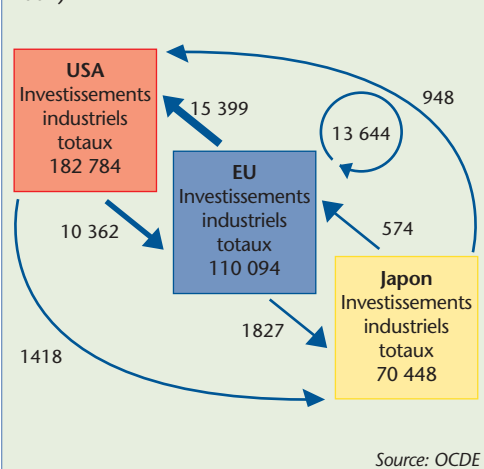 USA
Investissements
industriels
totaux
182 784
15 399
948
13 644
EU
Investissements
industriels
totaux
110 094
10 362
574
Japon
Investissements
industriels
totaux
70 448
1827
1418
Source: OCDE